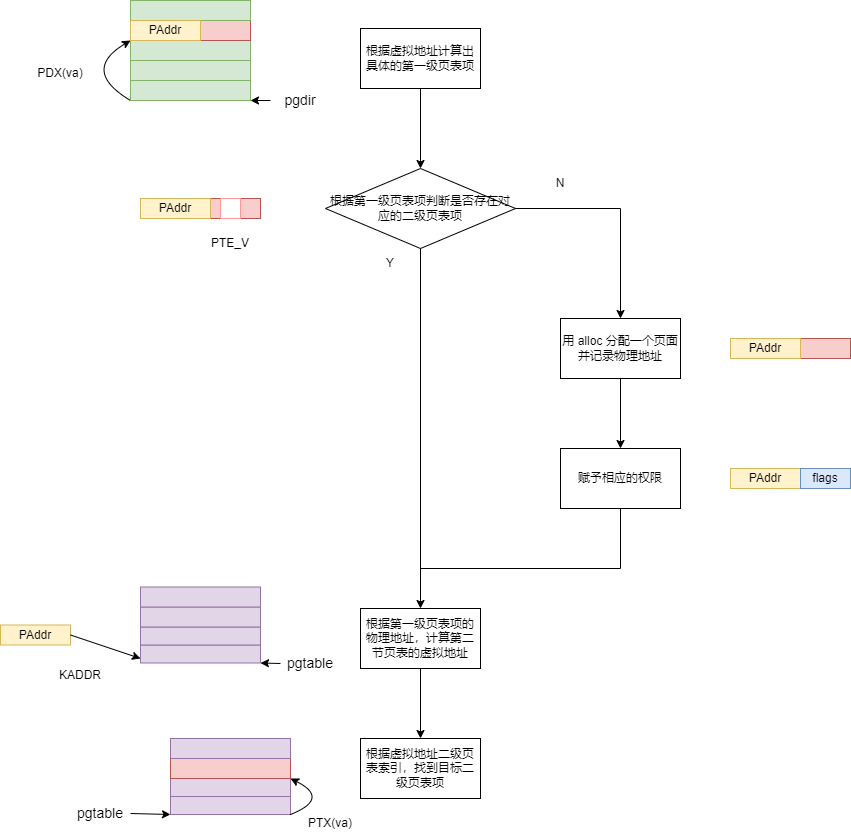 PAddr
PDX(va)
pgdir
根据虚拟地址计算出
具体的第一级页表项
N
PAddr
PTE_V
根据第一级页表项判断是否存在对
应的二级页表项
Y
用 alloc 分配一个页面
并记录物理地址
PAddr
赋予相应的权限
PAddr
flags
PAddr
KADDR
pgtable
根据第一级页表项的
物理地址，计算第二
节页表的虚拟地址
pgtable
PTX(va)
根据虚拟地址二级页
表索引，找到目标二
级页表项